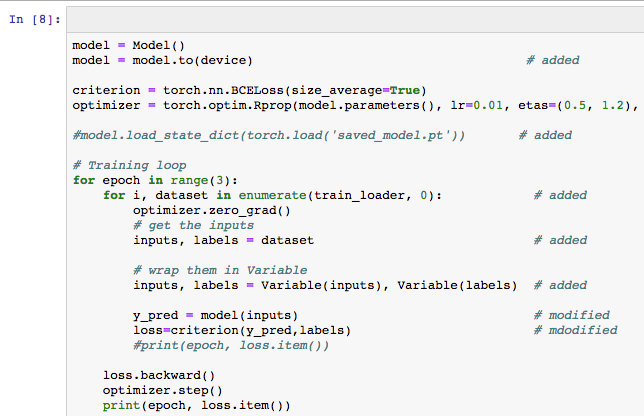 In [8]:
model = Model()
model = model.to(device) # added
criterion = torch.nn.BCELoss(size_average=True)
optimizer = torch.optim.Rprop(model.parameters(), lr=0.01, etas=(0.5, 1.2),
#model.load_state_dict(torch.load('saved_model.pt')) # added
# Training loop
for epoch in range(3):
for i, dataset in enumerate(train_loader, 0): # added
optimizer.zero_grad()
# get the inputs
inputs, labels = dataset # added
# wrap them in Variable
inputs, labels = Variable(inputs), Variable(labels) # added
y_pred = model(inputs) # modified
loss=criterion(y_pred,labels) # mdodified
#print(epoch, loss.item())
loss.backward()
optimizer.step()
print(epoch, loss.item())